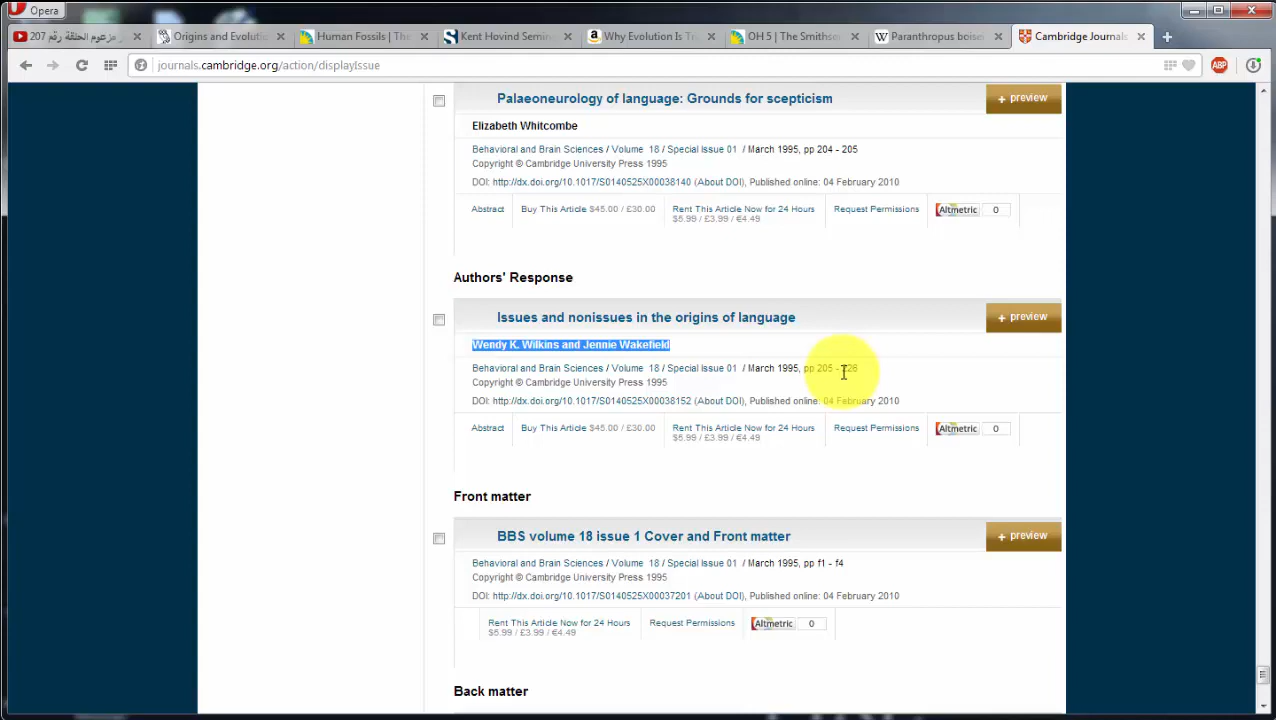 Opera
مزعوم الحلقة رقم 207
Origins and Evolutio
Human Fossils | The
Kent Hovind Semin
Why Evolution Is Tr
OH 5 | The Smithso
Paranthropus boisei
Cambridge Journals
journals.cambridge.org/action/displayIssue
ABP
Palaeoneurology of language: Grounds for scepticism
+ preview
Elizabeth Whitcombe
Behavioral and Brain Sciences / Volume 18 / Special Issue 01 / March 1995, pp 204 - 205
Copyright © Cambridge University Press 1995
DOI: http://dx.doi.org/10.1017/S0140525X00038140 (About DOI), Published online: 04 February 2010
Abstract Buy This Article $45.00 / £30.00 Rent This Article Now for 24 Hours Request Permissions Altmetric 0
$5.99 / £3.99 / €4.49
Authors' Response
Issues and nonissues in the origins of language
+ preview
Wendy K. Wilkins and Jennie Wakefield
Behavioral and Brain Sciences / Volume 18 / Special Issue 01 / March 1995, pp 205 - 26
Copyright © Cambridge University Press 1995
DOI: http://dx.doi.org/10.1017/S0140525X00038152 (About DOI), Published online: 04 February 2010
Abstract Buy This Article $45.00 / £30.00 Rent This Article Now for 24 Hours Request Permissions Altmetric 0
$5.99 / £3.99 / €4.49
Front matter
BBS volume 18 issue 1 Cover and Front matter
+ preview
Behavioral and Brain Sciences / Volume 18 / Special Issue 01 / March 1995, pp f1 - f4
Copyright © Cambridge University Press 1995
DOI: http://dx.doi.org/10.1017/S0140525X00037201 (About DOI), Published online: 04 February 2010
Rent This Article Now for 24 Hours Request Permissions Altmetric 0
$5.99 / £3.99 / €4.49
Back matter